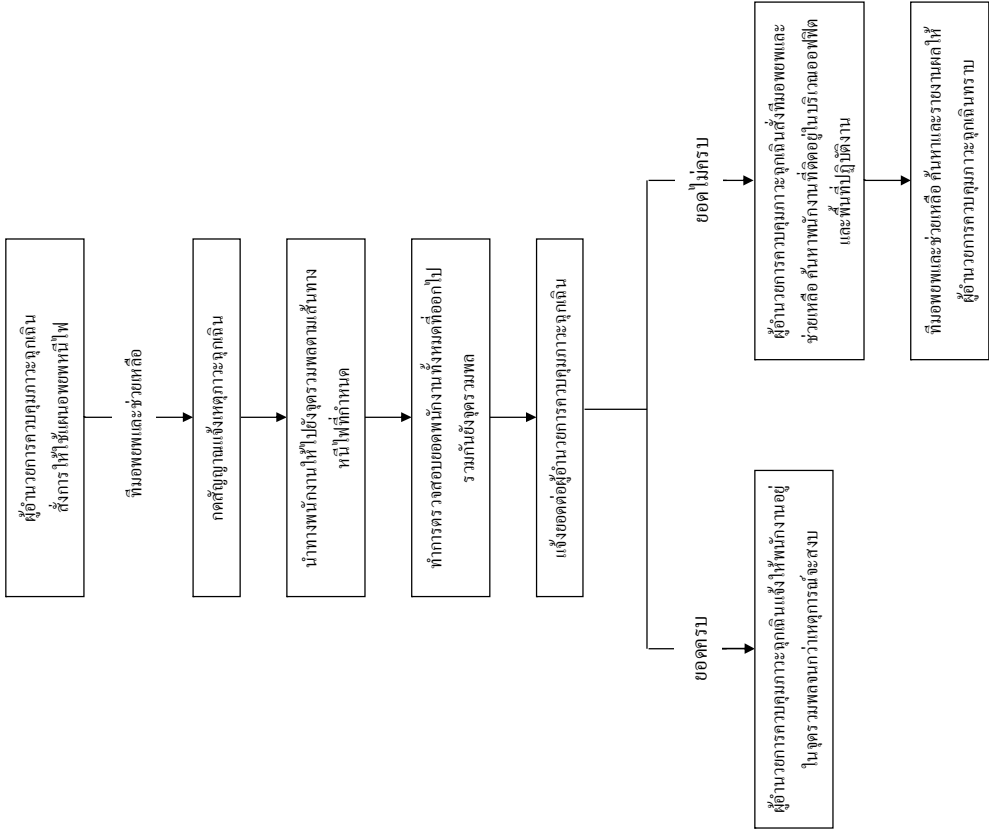 ผู้อำนวยการควบคุมภาวะฉุกเฉิน
สั่งการให้ใช้แผนอพยพหนีไฟ
ทีมอพยพและช่วยเหลือ
กดสัญญาณแจ้งเหตุภาวะฉุกเฉิน
นำทางพนักงานให้ไปยังจุดรวมพลตามเส้นทาง
หนีไฟที่กำหนด
ทำการตรวจสอบยอดพนักงานทั้งหมดที่ออกไป
รวมกันยังจุดรวมพล
แจ้งยอดต่อผู้อำนวยการควบคุมภาวะฉุกเฉิน
ยอดครบ
ผู้อำนวยการควบคุมภาวะฉุกเฉินแจ้งให้พนักงานอยู่
ในจุดรวมพลจนกว่าเหตุการณ์จะสงบ
ยอดไม่ครบ
ผู้อำนวยการควบคุมภาวะฉุกเฉินสั่งทีมอพยพและ
ช่วยเหลือ ค้นหาพนักงานที่ติดอยู่ในบริเวณออฟฟิศ
และพื้นที่ปฏิบัติงาน
ทีมอพยพและช่วยเหลือ ค้นหาและรายงานผลให้
ผู้อำนวยการควบคุมภาวะฉุกเฉินทราบ